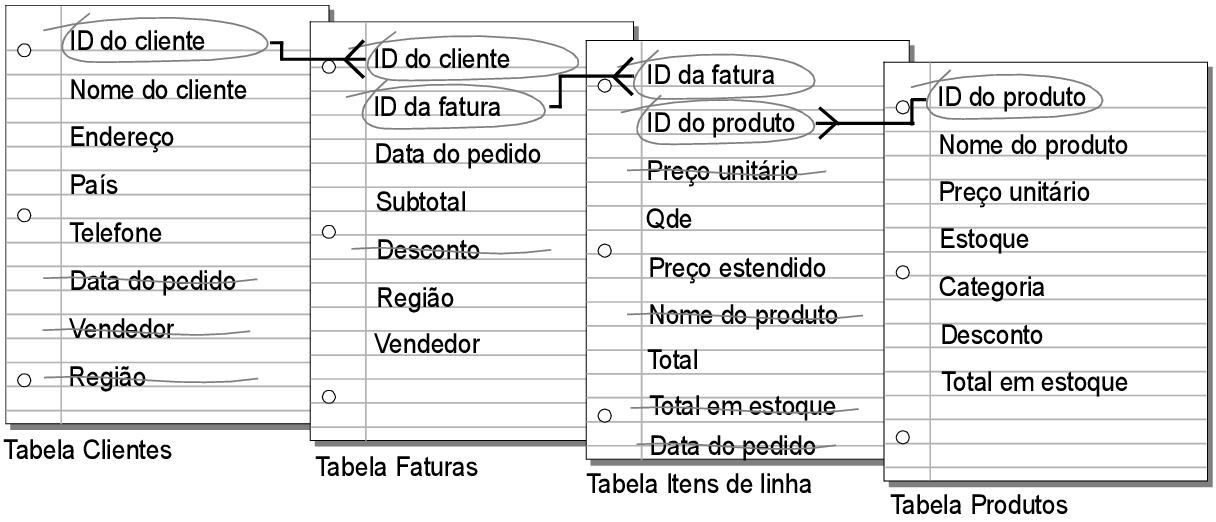 ID do cliente
Nome do cliente
Endereço
País
Telefone
Data do pedido
Vendedor
Região
Tabela Clientes
ID do cliente
ID da fatura
Data do pedido
Subtotal
Desconto
Região
Vendedor
Tabela Faturas
ID da fatura
ID do produto
Preço unitário
Qde
Preço estendido
Nome do produto
Total
Total em estoque
Data do pedido
Tabela Itens de linha
ID do produto
Nome do produto
Preço unitário
Estoque
Categoria
Desconto
Total em estoque
Tabela Produtos